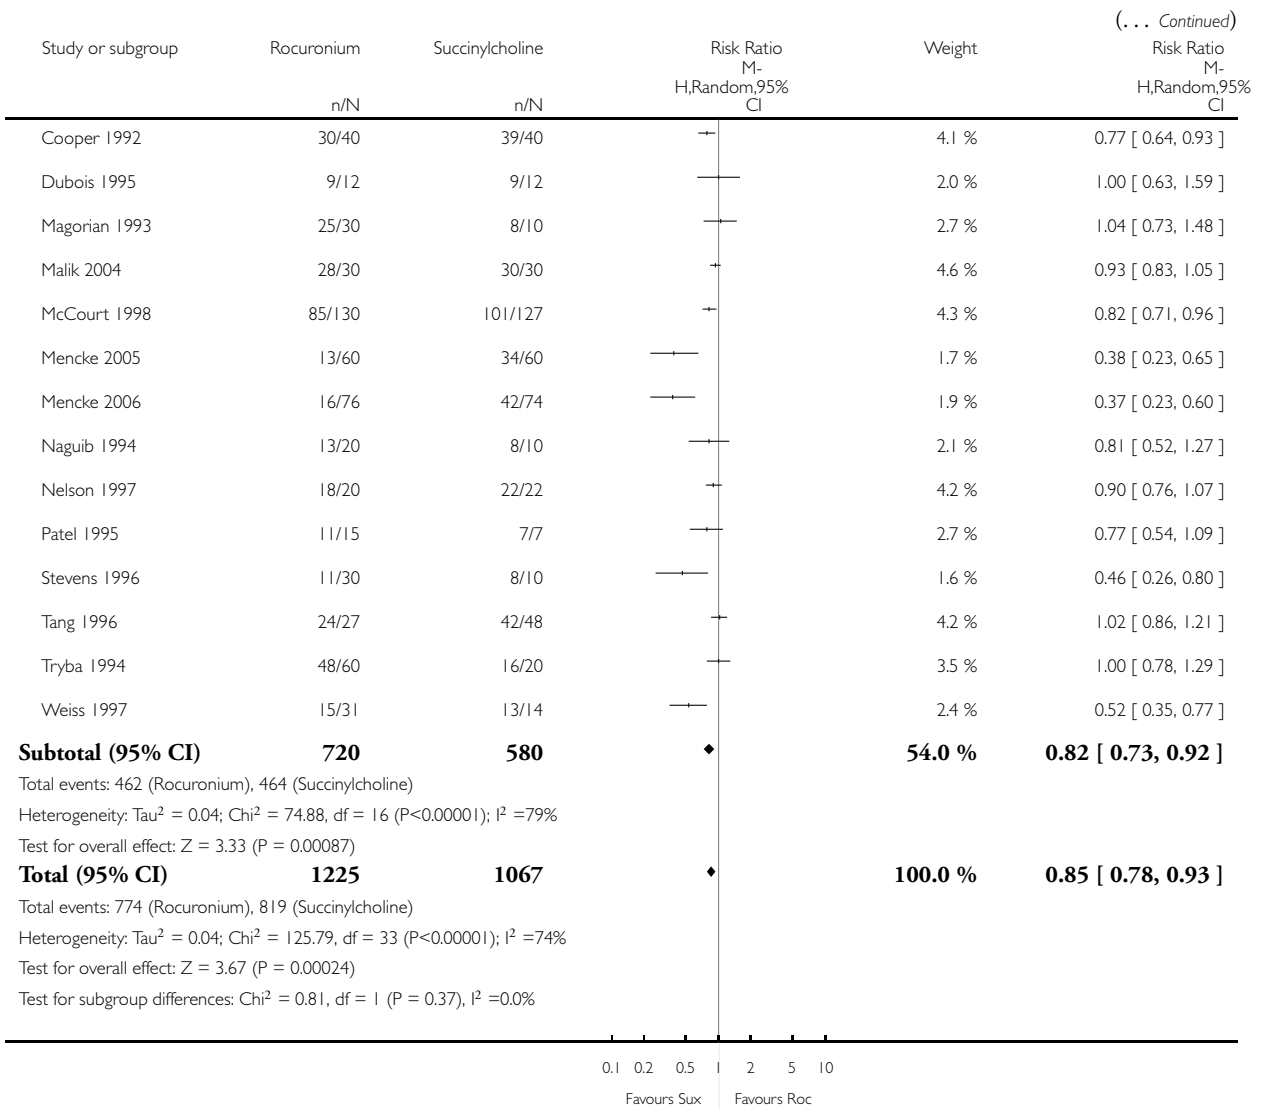 (... Continued)
Study or subgroup Rocuronium Succinylcholine Risk Ratio Weight Risk Ratio
M- M-
H,Random,95% H,Random,95%
n/N n/N CI CI
Cooper 1992 30/40 39/40 4.1 % 0.77 [ 0.64, 0.93 ]
Dubois 1995 9/12 9/12 2.0 % 1.00 [ 0.63, 1.59 ]
Magorian 1993 25/30 8/10 2.7 % 1.04 [ 0.73, 1.48 ]
Malik 2004 28/30 30/30 4.6 % 0.93 [ 0.83, 1.05 ]
McCourt 1998 85/130 101/127 4.3 % 0.82 [ 0.71, 0.96 ]
Mencke 2005 13/60 34/60 1.7 % 0.38 [ 0.23, 0.65 ]
Mencke 2006 16/76 42/74 1.9 % 0.37 [ 0.23, 0.60 ]
Naguib 1994 13/20 8/10 2.1 % 0.81 [ 0.52, 1.27 ]
Nelson 1997 18/20 22/22 4.2 % 0.90 [ 0.76, 1.07 ]
Patel 1995 11/15 7/7 2.7 % 0.77 [ 0.54, 1.09 ]
Stevens 1996 11/30 8/10 1.6 % 0.46 [ 0.26, 0.80 ]
Tang 1996 24/27 42/48 4.2 % 1.02 [ 0.86, 1.21 ]
Tryba 1994 48/60 16/20 3.5 % 1.00 [ 0.78, 1.29 ]
Weiss 1997 15/31 13/14 2.4 % 0.52 [ 0.35, 0.77 ]
Subtotal (95% CI) 720 580 54.0 % 0.82 [ 0.73, 0.92 ]
Total events: 462 (Rocuronium), 464 (Succinylcholine)
Heterogeneity: Tau² = 0.04; Chi² = 74.88, df = 16 (P<0.00001); I² =79%
Test for overall effect: Z = 3.33 (P = 0.00087)
Total (95% CI) 1225 1067 100.0 % 0.85 [ 0.78, 0.93 ]
Total events: 774 (Rocuronium), 819 (Succinylcholine)
Heterogeneity: Tau² = 0.04; Chi² = 125.79, df = 33 (P<0.00001); I² =74%
Test for overall effect: Z = 3.67 (P = 0.00024)
Test for subgroup differences: Chi² = 0.81, df = 1 (P = 0.37), I² =0.0%
0.1 0.2 0.5 1 2 5 10
Favours Sux Favours Roc